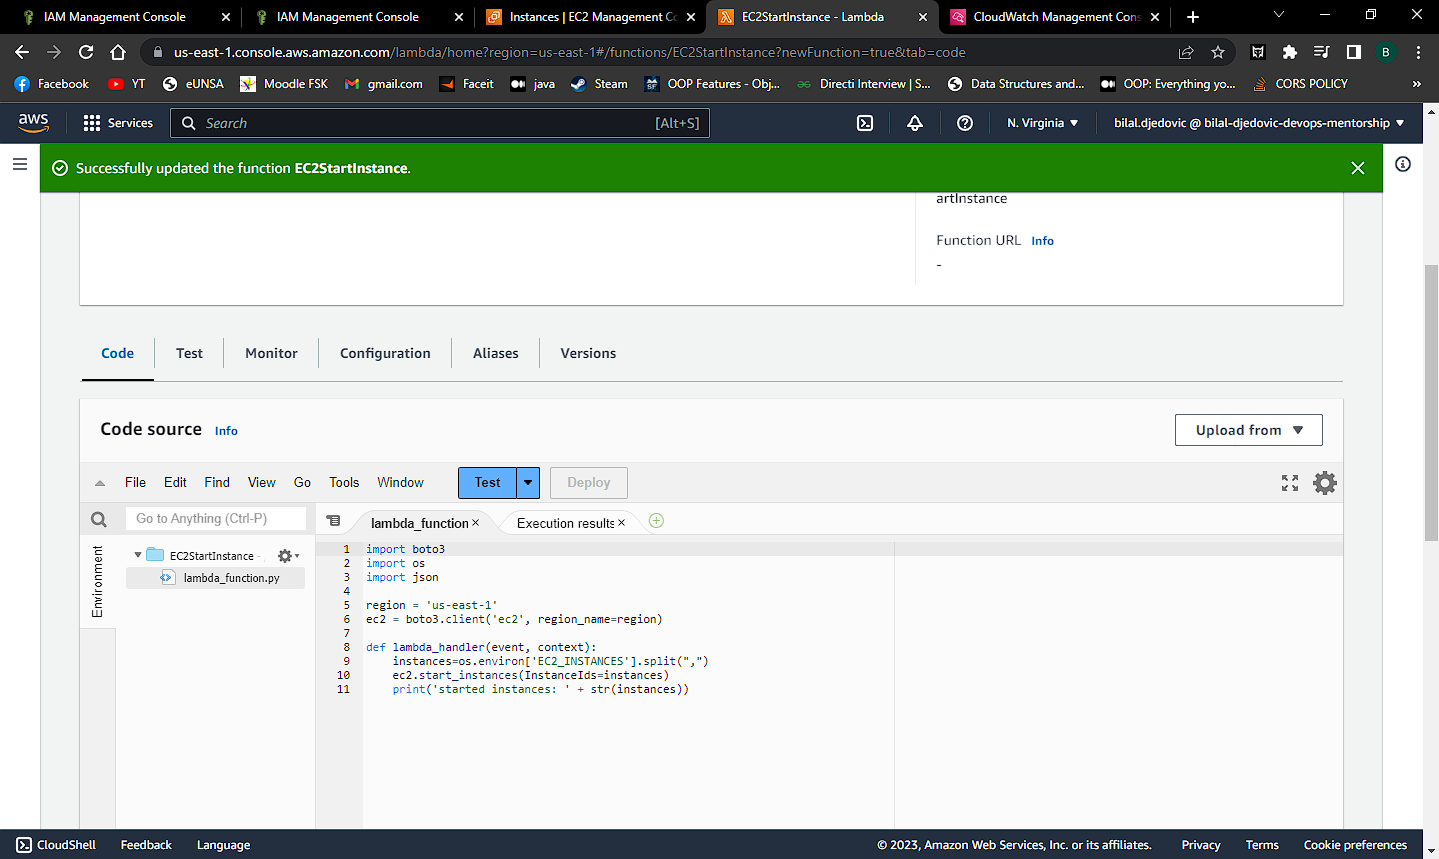 IAM Management Console
IAM Management Console
Instances | EC2 Management Co
EC2StartInstance - Lambda
CloudWatch Management Cons
us-east-1.console.aws.amazon.com/lambda/home?region=us-east-1#/functions/EC2StartInstance?newFunction=true&tab=code
B
Facebook
YT
eUNSA
Moodle FSK
gmail.com
Faceit
java
Steam
OOP Features - Obj...
Directi Interview | S...
Data Structures and...
OOP: Everything yo...
CORS POLICY
»
aws
Services
Search
[Alt+S]
N. Virginia
bilal.djedovic @ bilal-djedovic-devops-mentorship
Successfully updated the function EC2StartInstance.
artInstance
Function URL Info
-
Code
Test
Monitor
Configuration
Aliases
Versions
Code source Info
Upload from
File Edit Find View Go Tools Window
Test
Deploy
Go to Anything (Ctrl-P)
lambda_function
Execution results
Environment
EC2StartInstance -
lambda_function.py
1 import boto3
2 import os
3 import json
4
5 region = 'us-east-1'
6 ec2 = boto3.client('ec2', region_name=region)
7
8 def lambda_handler(event, context):
9 instances=os.environ['EC2_INSTANCES'].split(",")
10 ec2.start_instances(InstanceIds=instances)
11 print('started instances: ' + str(instances))
CloudShell
Feedback
Language
© 2023, Amazon Web Services, Inc. or its affiliates.
Privacy
Terms
Cookie preferences